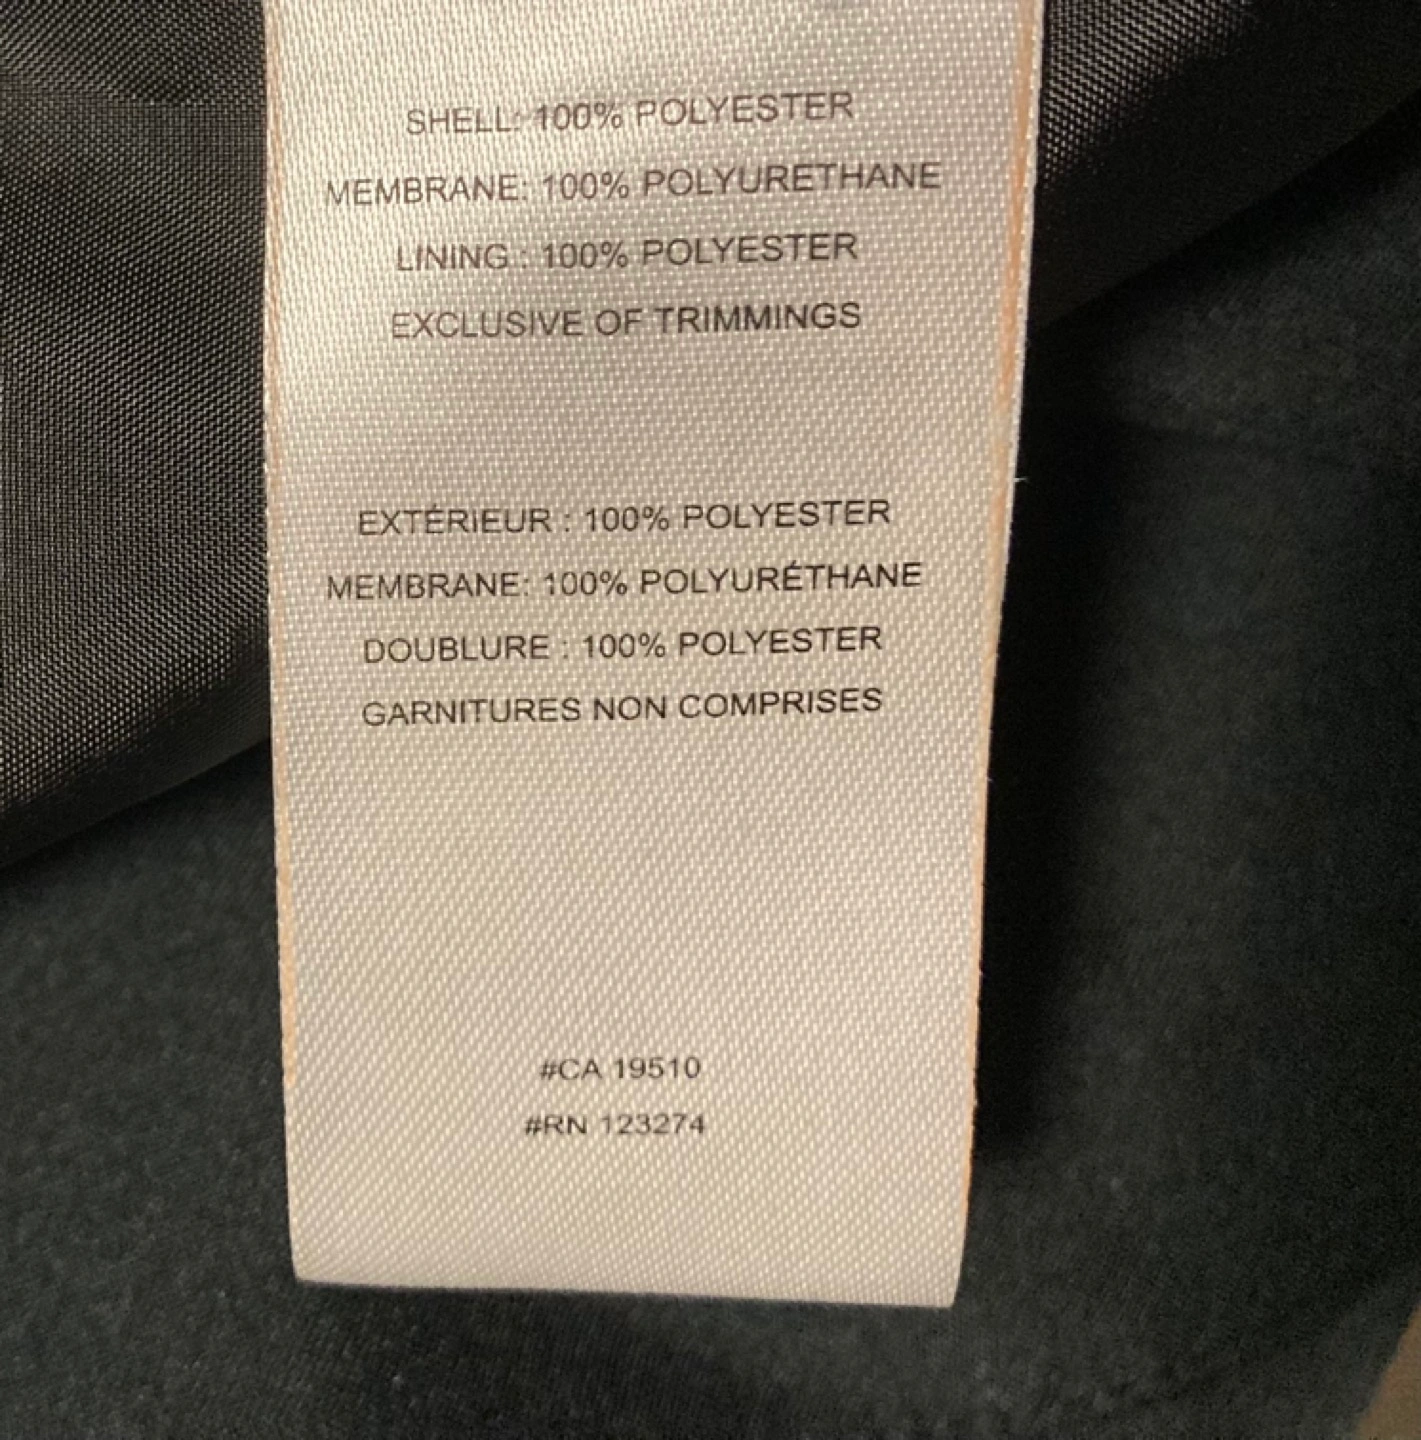 SHELL: 100% POLYESTER
MEMBRANE: 100% POLYURETHANE
LINING : 100% POLYESTER
EXCLUSIVE OF TRIMMINGS
EXTÉRIEUR : 100% POLYESTER
MEMBRANE: 100% POLYURÉTHANE
DOUBLURE : 100% POLYESTER
GARNITURES NON COMPRISES
#CA 19510
#RN 123274